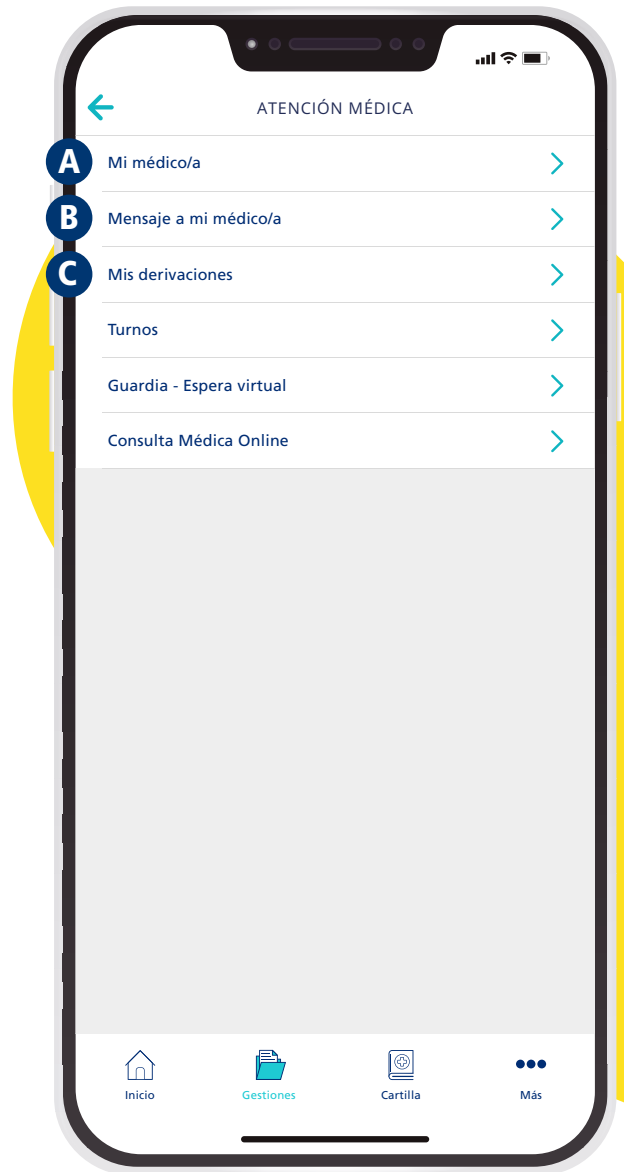 ATENCIÓN MÉDICA
A Mi médico/a
B Mensaje a mi médico/a
C Mis derivaciones
Turnos
Guardia - Espera virtual
Consulta Médica Online
Inicio Gestiones Cartilla Más